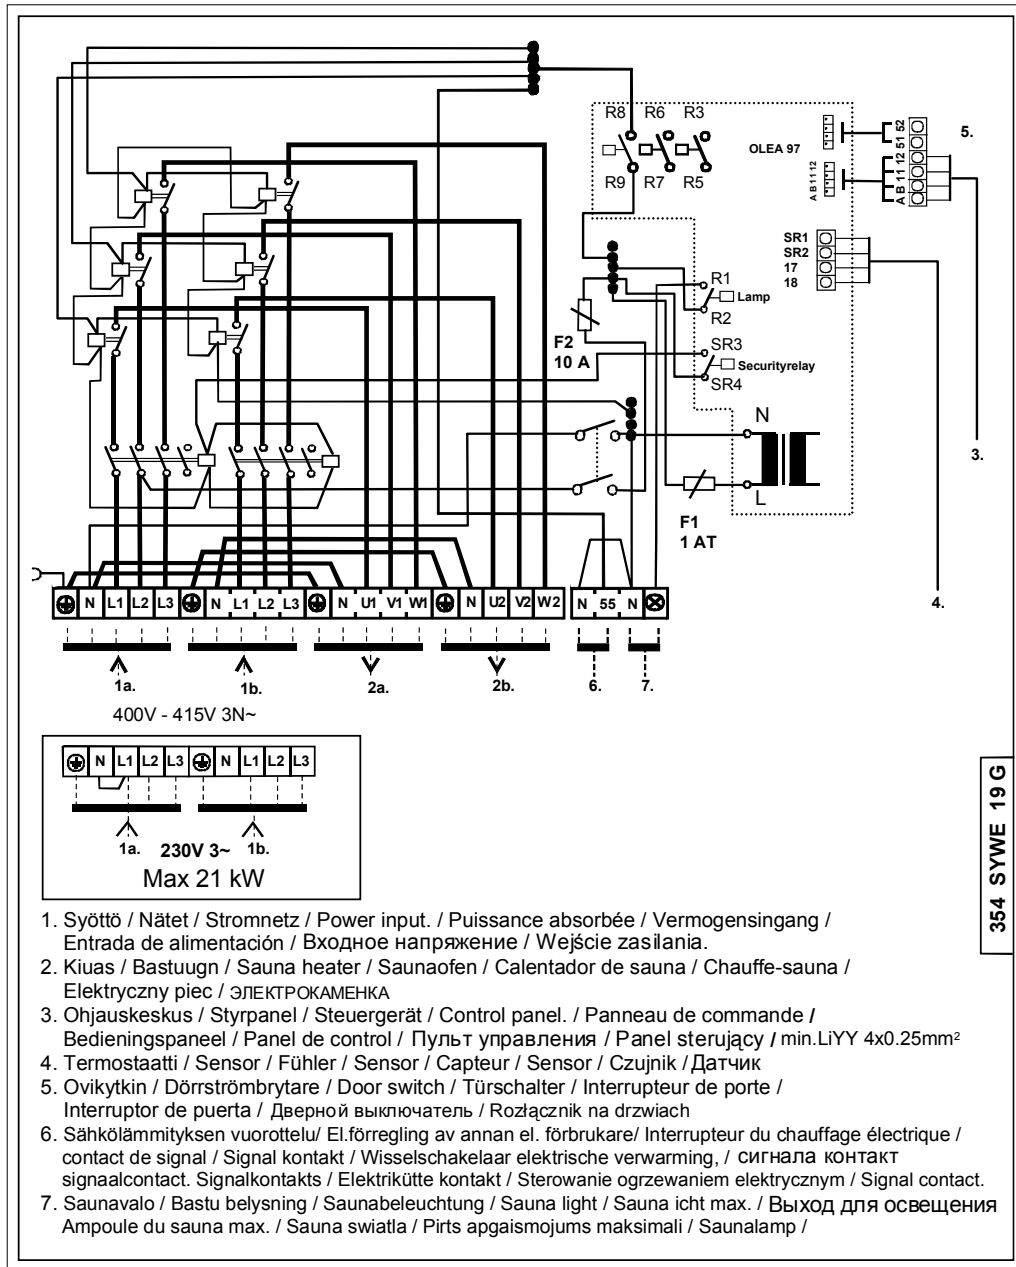 R8 R6 R3
OLEA 97
R9 R7 R5
A B 11 12
A B 11 12 51 52
5.
SR1
SR2
17
18
R1
Lamp
R2
F2
10 A
SR3
Securityrelay
SR4
N
3.
L
F1
1 AT
4.
N L1 L2 L3 N L1 L2 L3 N U1 V1 W1 N U2 V2 W2 N 55 N
1a. 1b. 2a. 2b. 6. 7.
400V - 415V 3N~
N L1 L2 L3 N L1 L2 L3
1a. 230V 3~ 1b.
Max 21 kW
354 SYWE 19 G
1. Syöttö / Nätet / Stromnetz / Power input. / Puissance absorbée / Vermogensingang /
Entrada de alimentación / Входное напряжение / Wejście zasilania.
2. Kiuas / Bastuugn / Sauna heater / Saunaofen / Calentador de sauna / Chauffe-sauna /
Elektryczny piec / ЭЛЕКТРОКАМЕНКА
3. Ohjauskeskus / Styrpanel / Steuergerät / Control panel. / Panneau de commande /
Bedieningspaneel / Panel de control / Пульт управления / Panel sterujący / min.LiYY 4x0.25mm²
4. Termostaatti / Sensor / Fühler / Sensor / Capteur / Sensor / Czujnik / Датчик
5. Ovikytkin / Dörrströmbrytare / Door switch / Türschalter / Interrupteur de porte /
Interruptor de puerta / Дверной выключатель / Rozłącznik na drzwiach
6. Sähkölämmityksen vuorottelu/ El.förregling av annan el. förbrukare/ Interrupteur du chauffage électrique /
contact de signal / Signal kontakt / Wisselschakelaar elektrische verwarming, / сигнала контакт
signaalcontact. Signalkontakts / Elektrikütte kontakt / Sterowanie ogrzewaniem elektrycznym / Signal contact.
7. Saunavalo / Bastu belysning / Saunabeleuchtung / Sauna light / Sauna icht max. / Выход для освещения
Ampoule du sauna max. / Sauna swiatla / Pirts apgaismojums maksimali / Saunalamp /